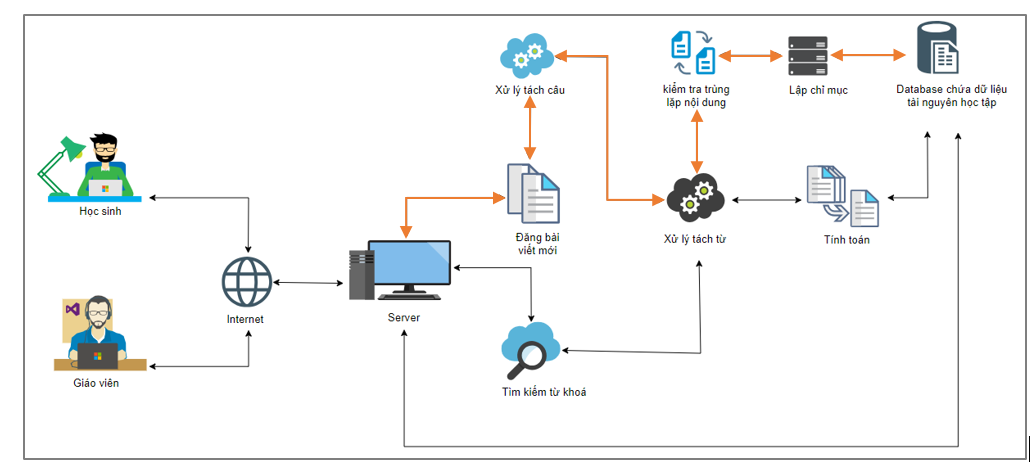 Xử lý tách câu
kiểm tra trùng
lặp nội dung
Lập chỉ mục
Database chứa dữ liệu
tài nguyên học tập
Học sinh
Đăng bài
viết mới
Xử lý tách từ
Tính toán
Internet
Server
Giáo viên
Tìm kiếm từ khoá